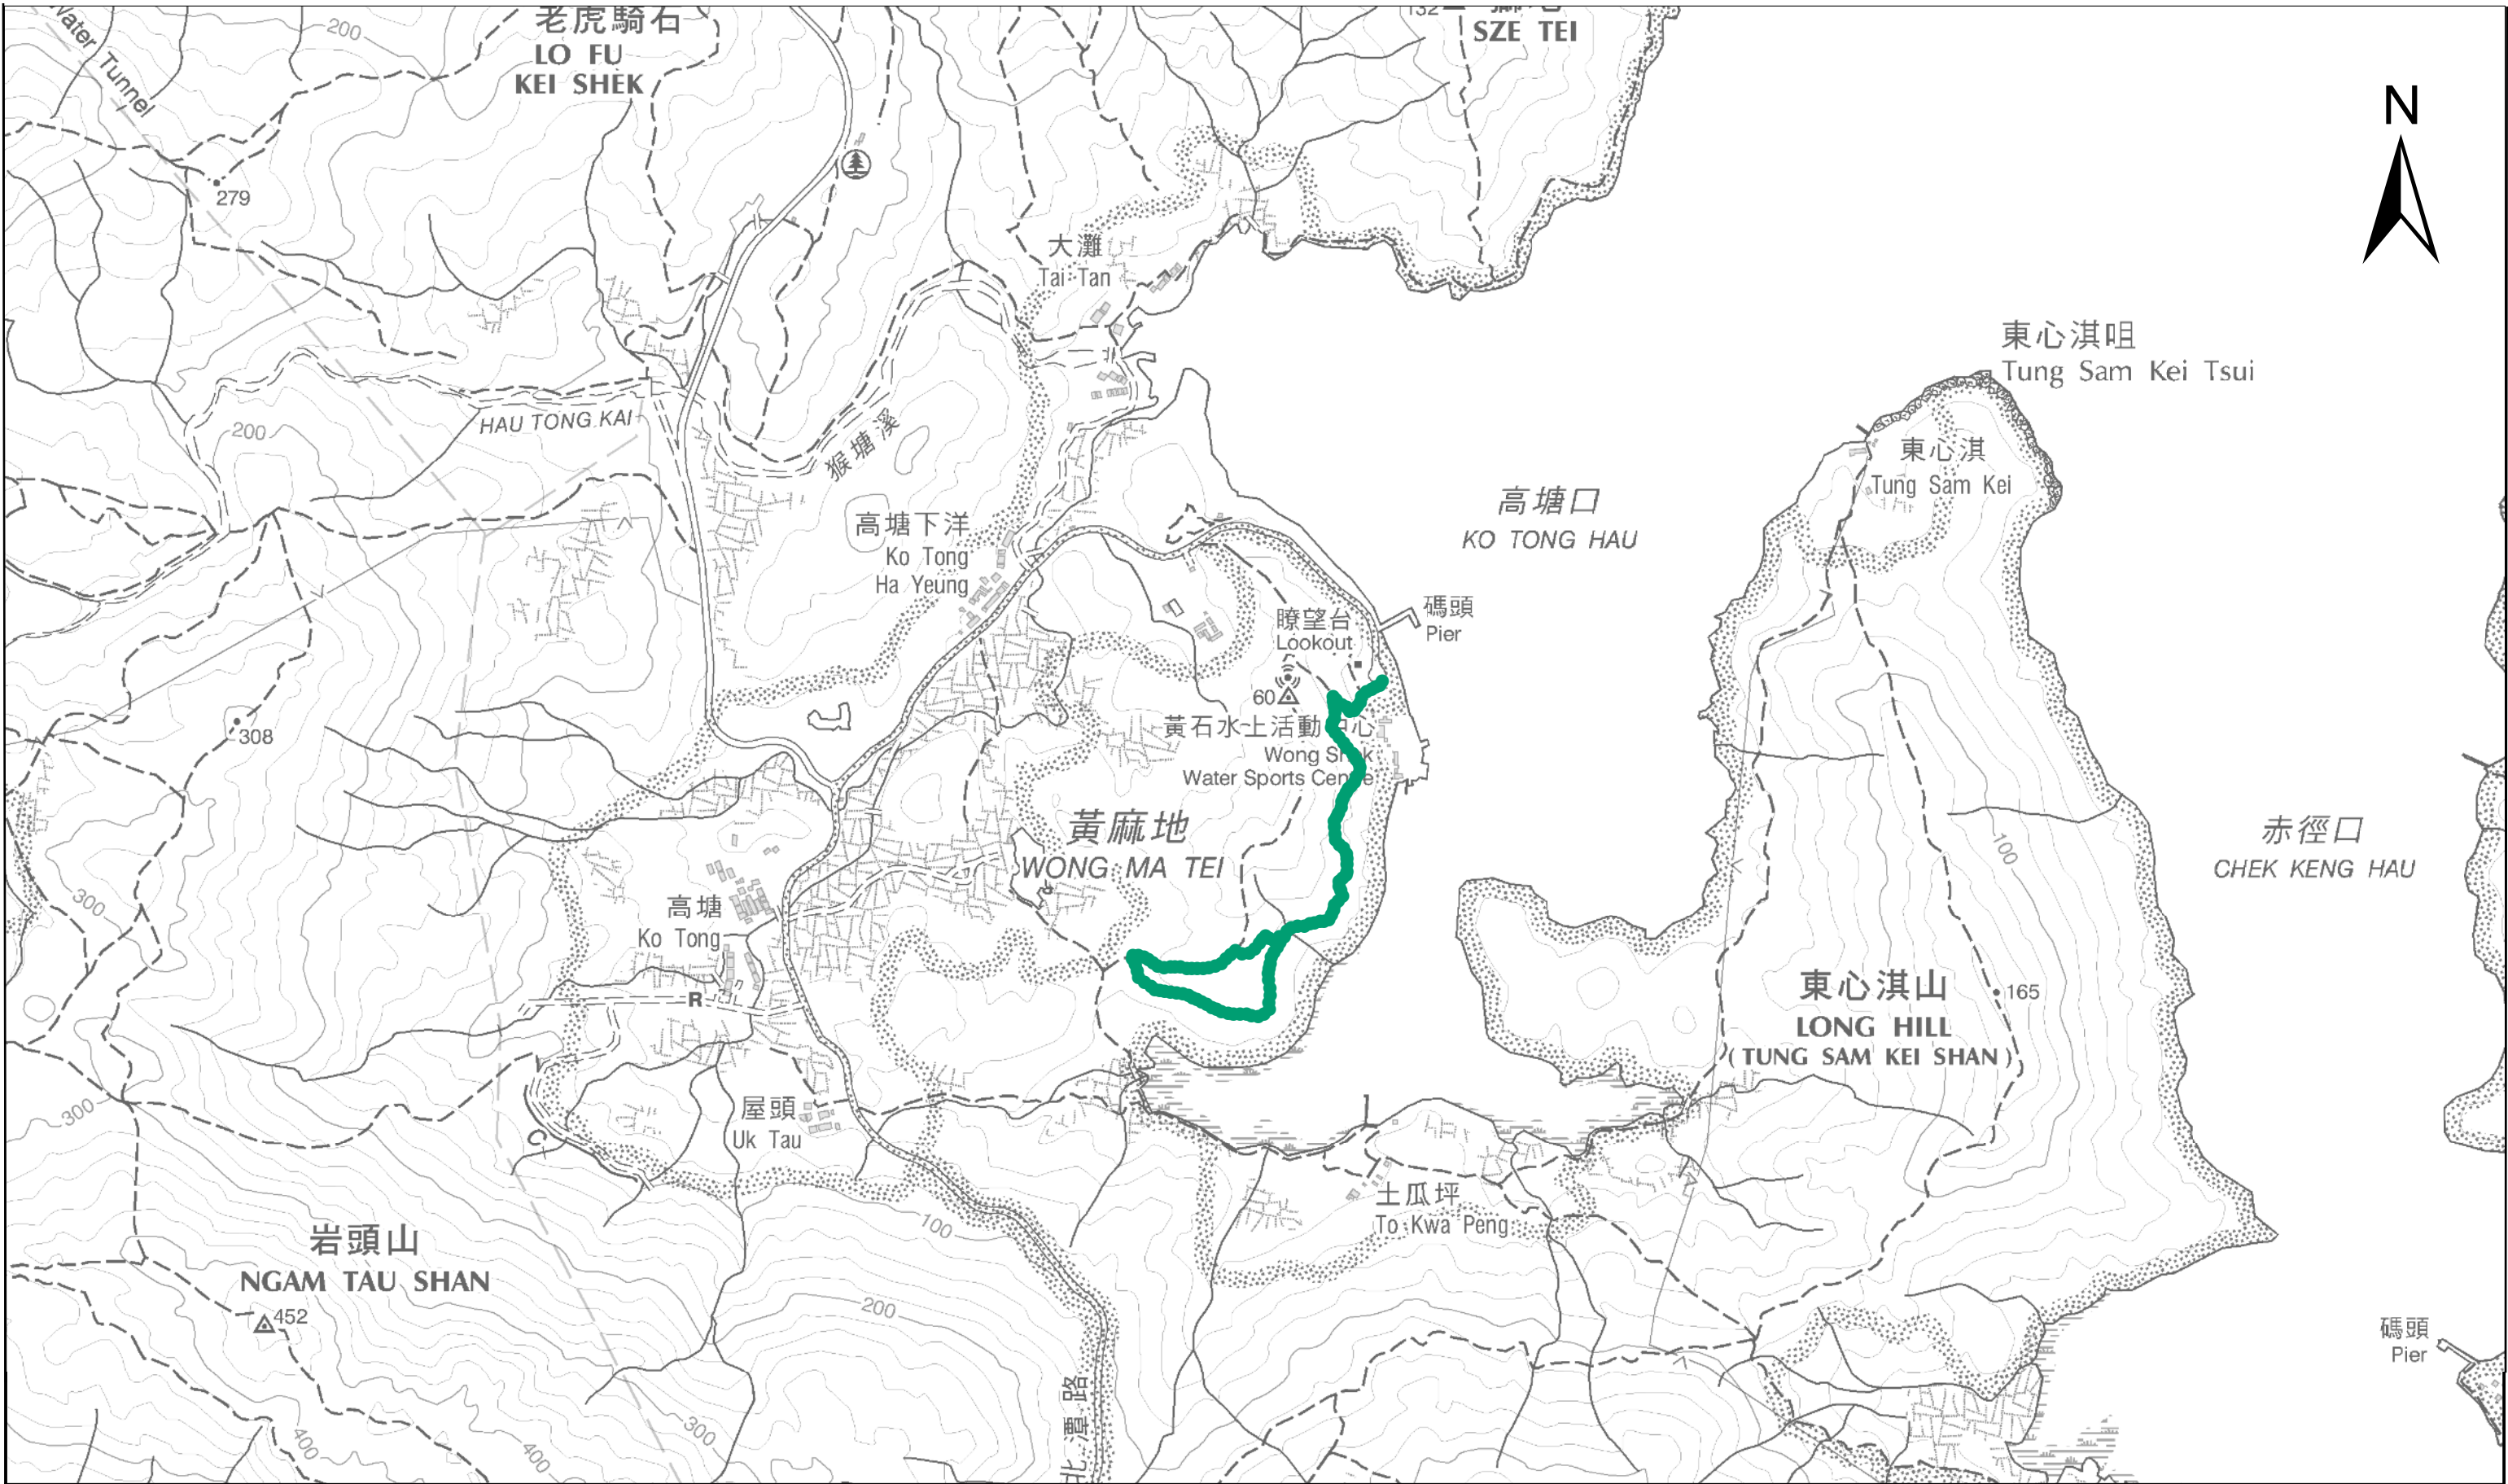 Water Tunnel
200
老虎騎石
LO FU
KEI SHEK
132
SZE TEI
N
279
大灘
Tai Tan
東心淇咀
Tung Sam Kei Tsui
HAU TONG KAI
200
猴塘溪
東心淇
Tung Sam Kei
高塘口
KO TONG HAU
高塘下洋
Ko Tong
Ha Yeung
瞭望台
Lookout
碼頭
Pier
60
308
黃石水上活動中心
Wong Shek
Water Sports Centre
黃麻地
WONG MA TEI
100
赤徑口
CHEK KENG HAU
300
高塘
Ko Tong
R
東心淇山
LONG HILL
(TUNG SAM KEI SHAN)
165
300
屋頭
Uk Tau
C
土瓜坪
To Kwa Peng
岩頭山
NGAM TAU SHAN
452
100
200
碼頭
Pier
北潭路
300
400
400